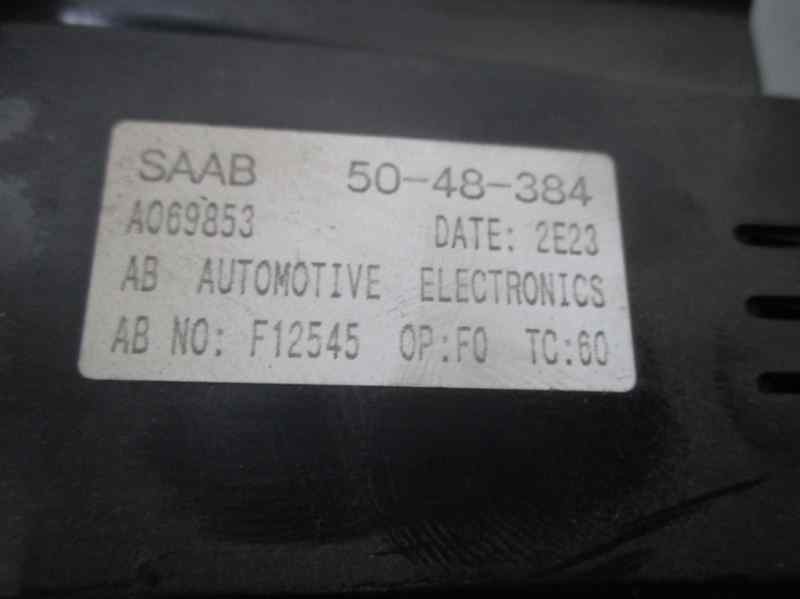 SAAB 50-48-384
A069853 DATE: 2E23
AB AUTOMOTIVE ELECTRONICS
AB NO: F12545 OP:F0 TC:60